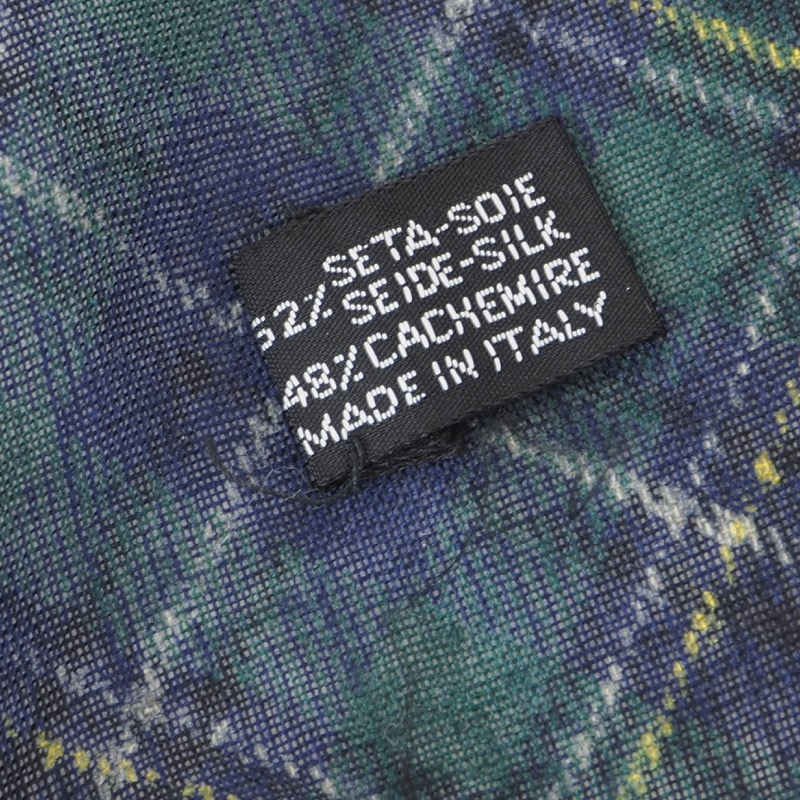 SETA-SOIE
52% SEIDE-SILK
48% CACHEMIRE
MADE IN ITALY